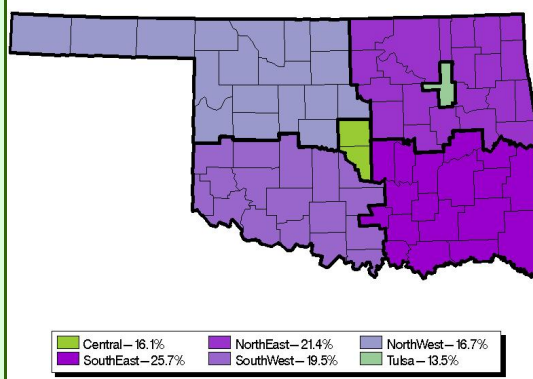 Central–16.1% NorthEast–21.4% NorthWest–16.7%
SouthEast–25.7% SouthWest–19.5% Tulsa–13.5%